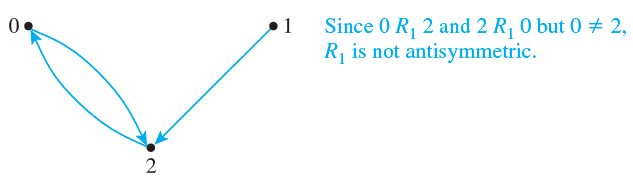 0
1
Since 0 R₁ 2 and 2 R₁ 0 but 0 ≠ 2,
R₁ is not antisymmetric.
2